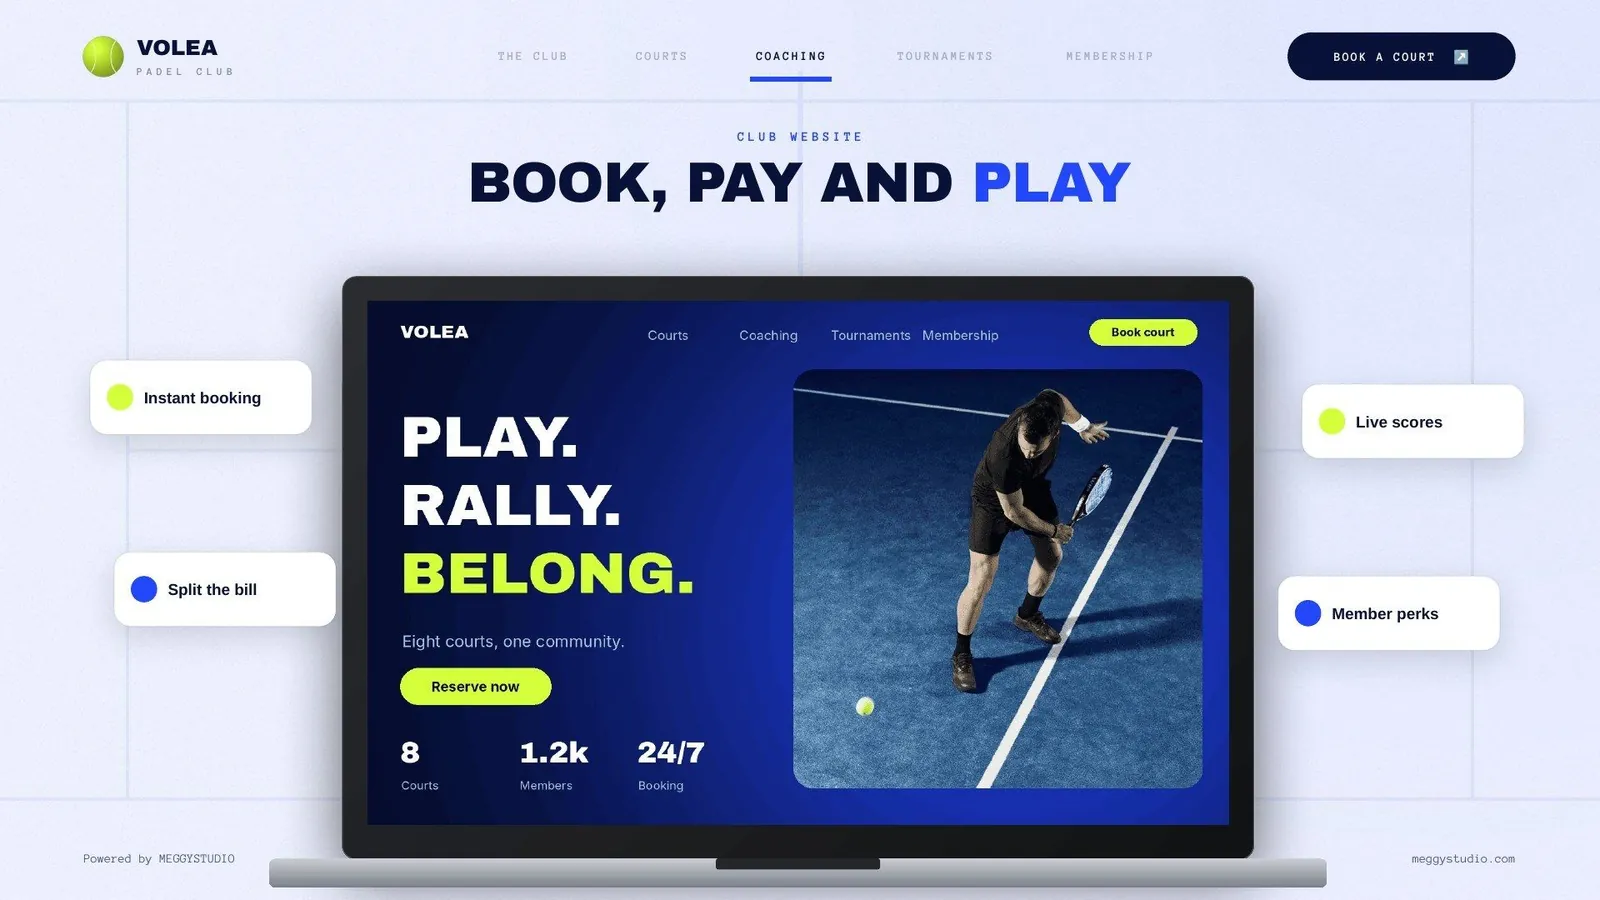 VOLEA
PADEL CLUB
THE CLUB
COURTS
COACHING
TOURNAMENTS
MEMBERSHIP
BOOK A COURT ↗
CLUB WEBSITE
BOOK, PAY AND PLAY
VOLEA
Courts
Coaching
Tournaments
Membership
Book court
PLAY.
RALLY.
BELONG.
Eight courts, one community.
Reserve now
8
Courts
1.2k
Members
24/7
Booking
Instant booking
Split the bill
Live scores
Member perks
Powered by MEGGYSTUDIO
meggystudio.com